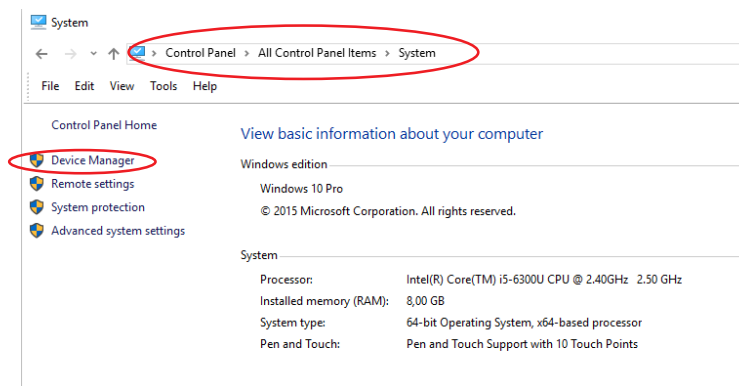 System
Control Panel > All Control Panel Items > System
File Edit View Tools Help
Control Panel Home
Device Manager
Remote settings
System protection
Advanced system settings
View basic information about your computer
Windows edition
Windows 10 Pro
© 2015 Microsoft Corporation. All rights reserved.
System
Processor: Intel(R) Core(TM) i5-6300U CPU @ 2.40GHz 2.50 GHz
Installed memory (RAM): 8,00 GB
System type: 64-bit Operating System, x64-based processor
Pen and Touch: Pen and Touch Support with 10 Touch Points